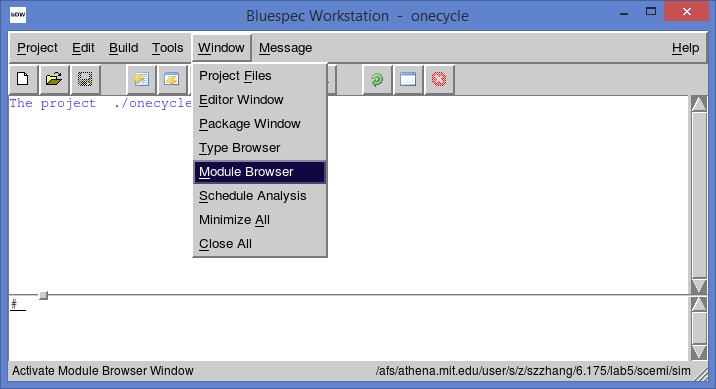 bDW
Bluespec Workstation - onecycle
Project Edit Build Tools Window Message Help
Project Files
Editor Window
Package Window
Type Browser
Module Browser
Schedule Analysis
Minimize All
Close All
The project ./onecycle
#
Activate Module Browser Window /afs/athena.mit.edu/user/s/z/szzhang/6.175/lab5/scemi/sim